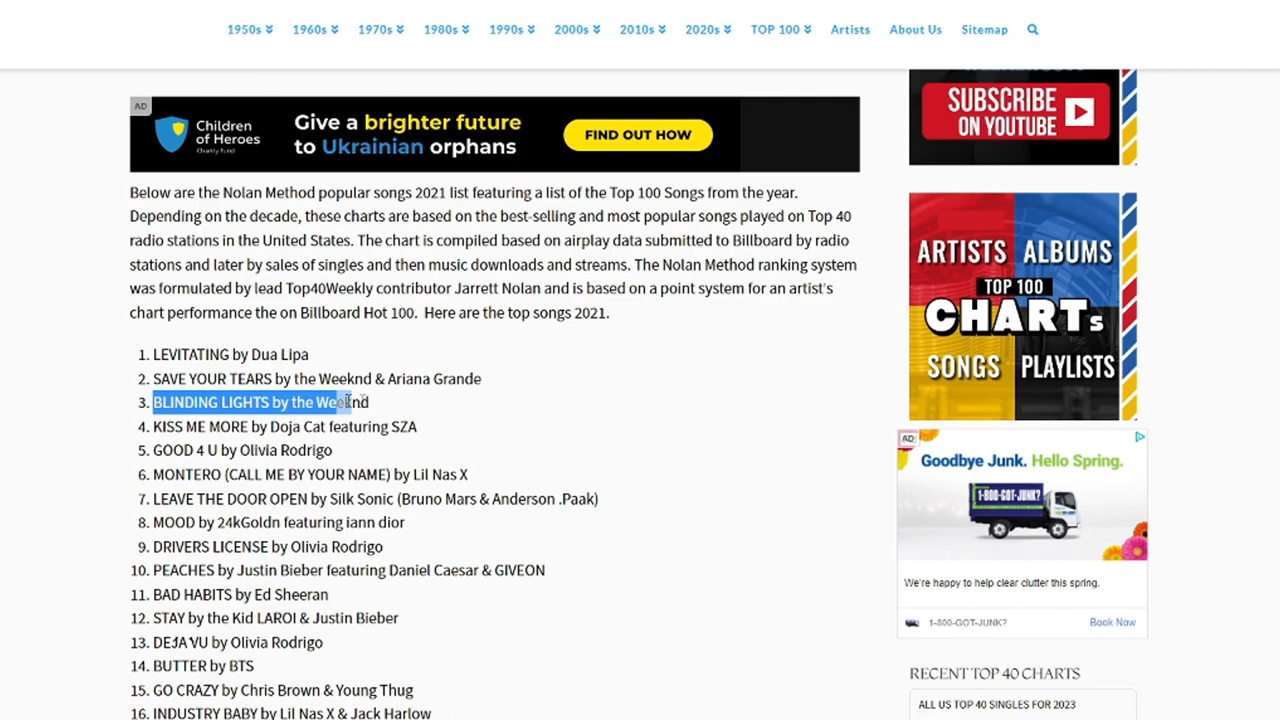 1950s 1960s 1970s 1980s 1990s 2000s 2010s 2020s TOP 100 Artists About Us Sitemap
AD
Children of Heroes
Charity Fund
Give a brighter future
to Ukrainian orphans
FIND OUT HOW
Below are the Nolan Method popular songs 2021 list featuring a list of the Top 100 Songs from the year.
Depending on the decade, these charts are based on the best-selling and most popular songs played on Top 40
radio stations in the United States. The chart is compiled based on airplay data submitted to Billboard by radio
stations and later by sales of singles and then music downloads and streams. The Nolan Method ranking system
was formulated by lead Top40Weekly contributor Jarrett Nolan and is based on a point system for an artist's
chart performance the on Billboard Hot 100. Here are the top songs 2021.
1. LEVITATING by Dua Lipa
2. SAVE YOUR TEARS by the Weeknd & Ariana Grande
3. BLINDING LIGHTS by the Weeknd
4. KISS ME MORE by Doja Cat featuring SZA
5. GOOD 4 U by Olivia Rodrigo
6. MONTERO (CALL ME BY YOUR NAME) by Lil Nas X
7. LEAVE THE DOOR OPEN by Silk Sonic (Bruno Mars & Anderson .Paak)
8. MOOD by 24kGoldn featuring iann dior
9. DRIVERS LICENSE by Olivia Rodrigo
10. PEACHES by Justin Bieber featuring Daniel Caesar & GIVEON
11. BAD HABITS by Ed Sheeran
12. STAY by the Kid LAROI & Justin Bieber
13. DEJA VU by Olivia Rodrigo
14. BUTTER by BTS
15. GO CRAZY by Chris Brown & Young Thug
16. INDUSTRY BABY by Lil Nas X & Jack Harlow
SUBSCRIBE
ON YOUTUBE
ARTISTS ALBUMS
TOP 100
CHARTs
SONGS PLAYLISTS
AD
Goodbye Junk. Hello Spring.
1-800-GOT-JUNK?
We're happy to help clear clutter this spring.
1-800-GOT-JUNK? Book Now
RECENT TOP 40 CHARTS
ALL US TOP 40 SINGLES FOR 2023